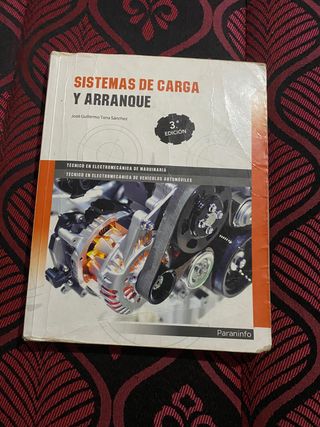 SISTEMAS DE CARGA
Y ARRANQUE
José Guillermo Tena Sánchez
3.ª
EDICIÓN
TÉCNICO EN ELECTROMECÁNICA DE MAQUINARIA
TÉCNICO EN ELECTROMECÁNICA DE VEHÍCULOS AUTOMÓVILES
Paraninfo